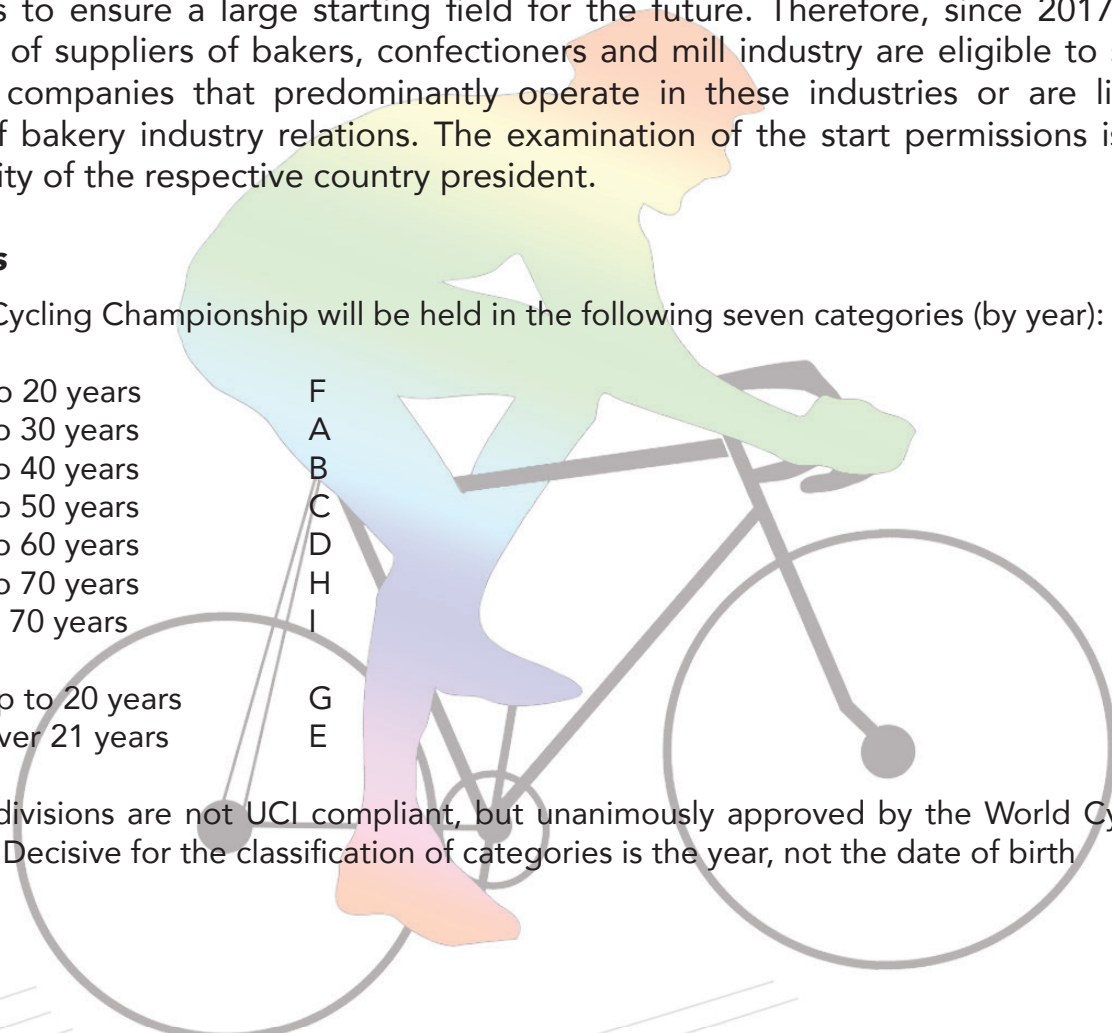 to ensure a large starting field for the future. Therefore, since 2017
of suppliers of bakers, confectioners and mill industry are eligible to
companies that predominantly operate in these industries or are
bakery industry relations. The examination of the start permissions
of the respective country president.
Cycling Championship will be held in the following seven categories (by year):
20 years F
30 years A
40 years B
50 years C
60 years D
70 years H
70 years I
to 20 years G
21 years E
divisions are not UCI compliant, but unanimously approved by the World
Decisive for the classification of categories is the year, not the date of birth